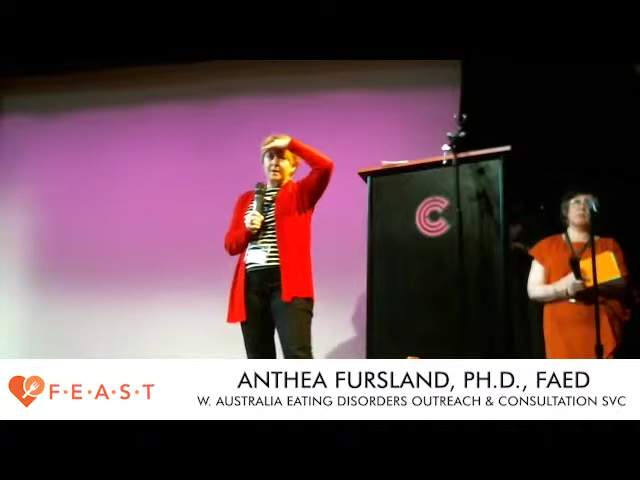 C
F·E·A·S·T
ANTHEA FURSLAND, PH.D., FAED
W. AUSTRALIA EATING DISORDERS OUTREACH & CONSULTATION SVC